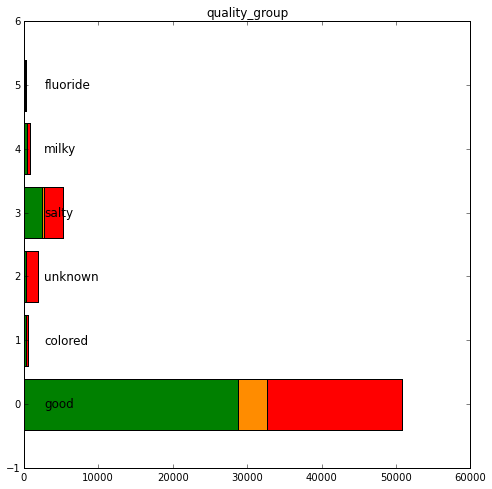 quality_group
6
5
fluoride
4
milky
3
salty
2
unknown
1
colored
0
good
−1
0 10000 20000 30000 40000 50000 60000